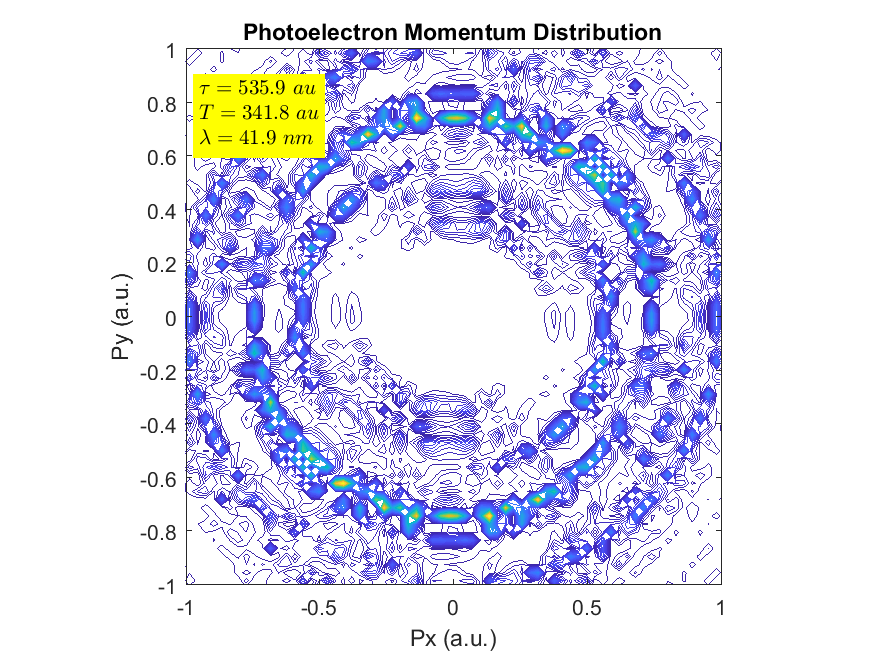 Photoelectron Momentum Distribution
τ = 535.9 au
T = 341.8 au
λ = 41.9 nm
1
0.8
0.6
0.4
0.2
0
-0.2
-0.4
-0.6
-0.8
-1
Py (a.u.)
-1 -0.5 0 0.5 1
Px (a.u.)